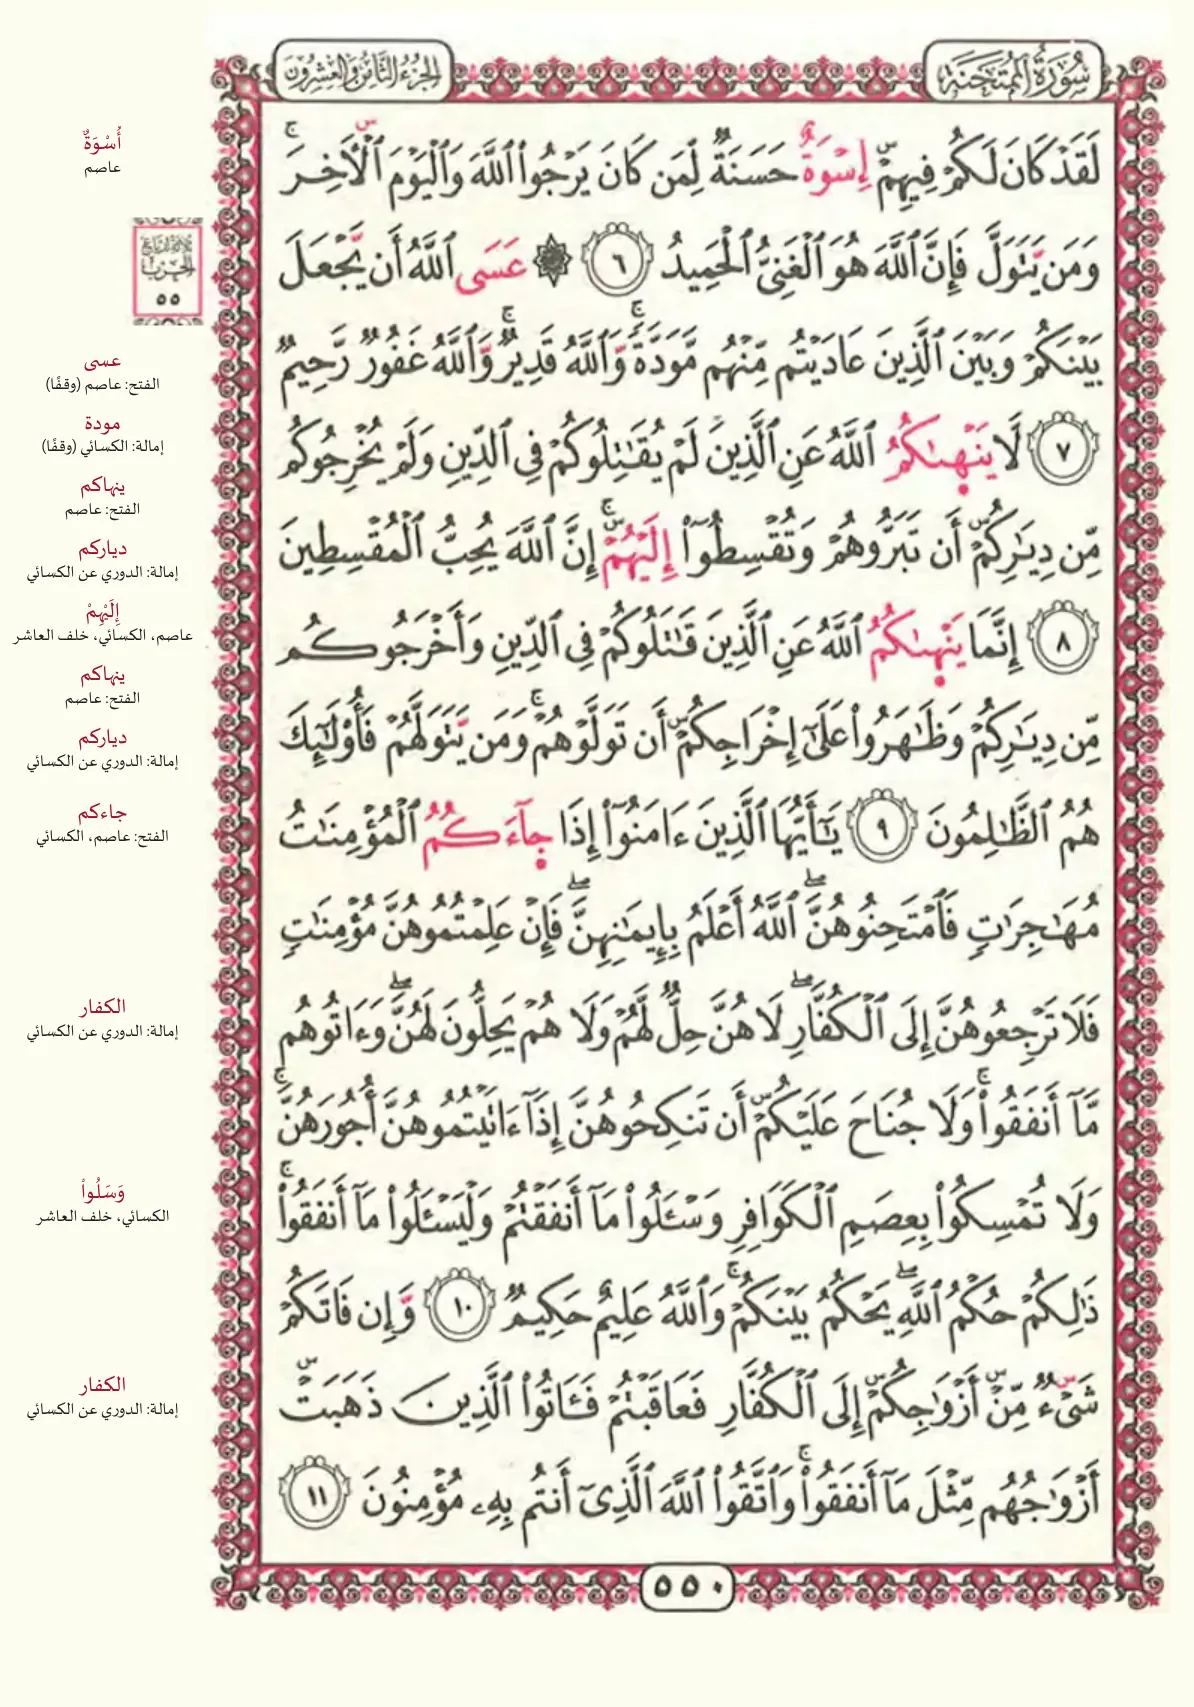 سُورَةُ المُمْتَحنَة
الجُزءُ الثَّامِنُ وَالعِشْرُونَ
لَقَدْ كَانَ لَكُمْ فِيهِمْ إِسْوَةٌ حَسَنَةٌ لِّمَن كَانَ يَرْجُوا۟ ٱللَّهَ وَٱلْيَوْمَ ٱلْأَخِرَ ۚ
وَمَن يَتَوَلَّ فَإِنَّ ٱللَّهَ هُوَ ٱلْغَنِىُّ ٱلْحَمِيدُ ٦ ۞ عَسَى ٱللَّهُ أَن يَجْعَلَ
بَيْنَكُمْ وَبَيْنَ ٱلَّذِينَ عَادَيْتُم مِّنْهُم مَّوَدَّةً ۚ وَٱللَّهُ قَدِيرٌ ۚ وَٱللَّهُ غَفُورٌ رَّحِيمٌ
٧ لَّا يَنْهَىٰكُمُ ٱللَّهُ عَنِ ٱلَّذِينَ لَمْ يُقَـٰتِلُوكُمْ فِى ٱلدِّينِ وَلَمْ يُخْرِجُوكُم
مِّن دِيَـٰرِكُمْ أَن تَبَرُّوهُمْ وَتُقْسِطُوٓا۟ إِلَيْهُمْ ۚ إِنَّ ٱللَّهَ يُحِبُّ ٱلْمُقْسِطِينَ
٨ إِنَّمَا يَنْهَىٰكُمُ ٱللَّهُ عَنِ ٱلَّذِينَ قَـٰتَلُوكُمْ فِى ٱلدِّينِ وَأَخْرَجُوكُم
مِّن دِيَـٰرِكُمْ وَظَـٰهَرُوا۟ عَلَىٰٓ إِخْرَاجِكُمْ أَن تَوَلَّوْهُمْ ۚ وَمَن يَتَوَلَّهُمْ فَأُو۟لَـٰٓئِكَ
هُمُ ٱلظَّـٰلِمُونَ ٩ يَـٰٓأَيُّهَا ٱلَّذِينَ ءَامَنُوٓا۟ إِذَا جَآءَكُمُ ٱلْمُؤْمِنَـٰتُ
مُهَـٰجِرَٰتٍ فَٱمْتَحِنُوهُنَّ ۖ ٱللَّهُ أَعْلَمُ بِإِيمَـٰنِهِنَّ ۖ فَإِنْ عَلِمْتُمُوهُنَّ مُؤْمِنَـٰتٍ
فَلَا تَرْجِعُوهُنَّ إِلَى ٱلْكُفَّارِ ۖ لَا هُنَّ حِلٌّ لَّهُمْ وَلَا هُمْ يَحِلُّونَ لَهُنَّ ۖ وَءَاتُوهُم
مَّآ أَنفَقُوا۟ ۚ وَلَا جُنَاحَ عَلَيْكُمْ أَن تَنكِحُوهُنَّ إِذَآ ءَاتَيْتُمُوهُنَّ أُجُورَهُنَّ ۚ
وَلَا تُمْسِكُوا۟ بِعِصَمِ ٱلْكَوَافِرِ وَسْـَٔلُوا۟ مَآ أَنفَقْتُمْ وَلْيَسْـَٔلُوا۟ مَآ أَنفَقُوا۟ ۚ
ذَٰلِكُمْ حُكْمُ ٱللَّهِ ۖ يَحْكُمُ بَيْنَكُمْ ۚ وَٱللَّهُ عَلِيمٌ حَكِيمٌ ١٠ وَإِن فَاتَكُمْ
شَىْءٌ مِّنْ أَزْوَٰجِكُمْ إِلَى ٱلْكُفَّارِ فَعَاقَبْتُمْ فَـَٔاتُوا۟ ٱلَّذِينَ ذَهَبَتْ
أَزْوَٰجُهُم مِّثْلَ مَآ أَنفَقُوا۟ ۚ وَٱتَّقُوا۟ ٱللَّهَ ٱلَّذِىٓ أَنتُم بِهِۦ مُؤْمِنُونَ ١١
٥٥٠
أُسْوَةٌ
عاصم
ثلاثة أرباع
الحزب
٥٥
عسى
الفتح: عاصم (وقفًا)
مودة
إمالة: الكسائي (وقفًا)
ينهاكم
الفتح: عاصم
دياركم
إمالة: الدوري عن الكسائي
إِلَيْهِمْ
عاصم، الكسائي، خلف العاشر
ينهاكم
الفتح: عاصم
دياركم
إمالة: الدوري عن الكسائي
جاءكم
الفتح: عاصم، الكسائي
الكفار
إمالة: الدوري عن الكسائي
وَسَلُواْ
الكسائي، خلف العاشر
الكفار
إمالة: الدوري عن الكسائي